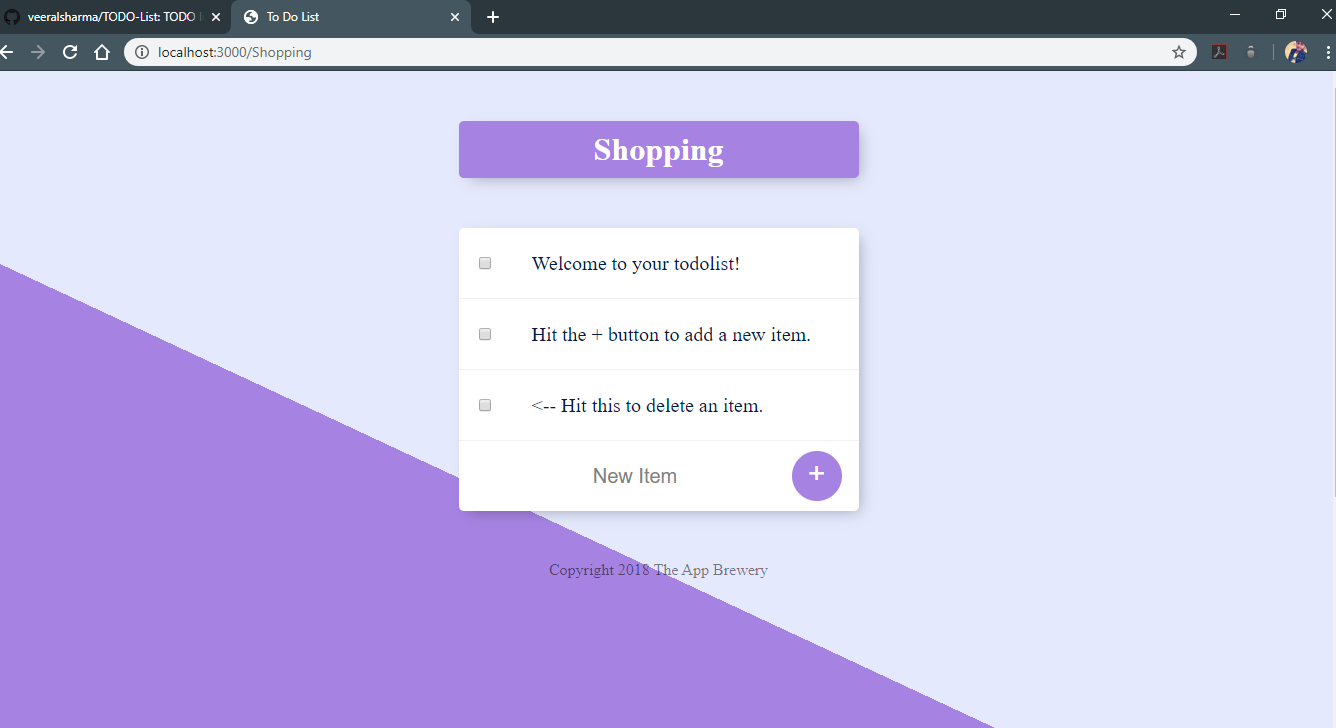 veeralsharma/TODO-List: TODO
To Do List
localhost:3000/Shopping
Shopping
Welcome to your todolist!
Hit the + button to add a new item.
<-- Hit this to delete an item.
New Item
+
Copyright 2018 The App Brewery